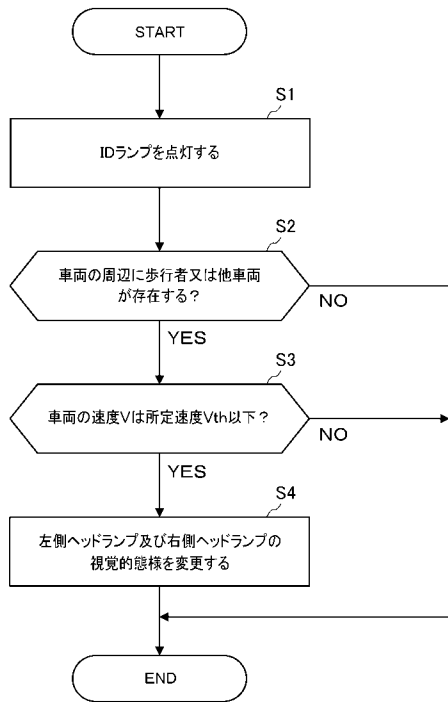 START
S1
IDランプを点灯する
S2
車両の周辺に歩行者又は他車両
が存在する?
NO
YES
S3
車両の速度Vは所定速度Vth以下?
NO
YES
S4
左側ヘッドランプ及び右側ヘッドランプの
視覚的態様を変更する
END